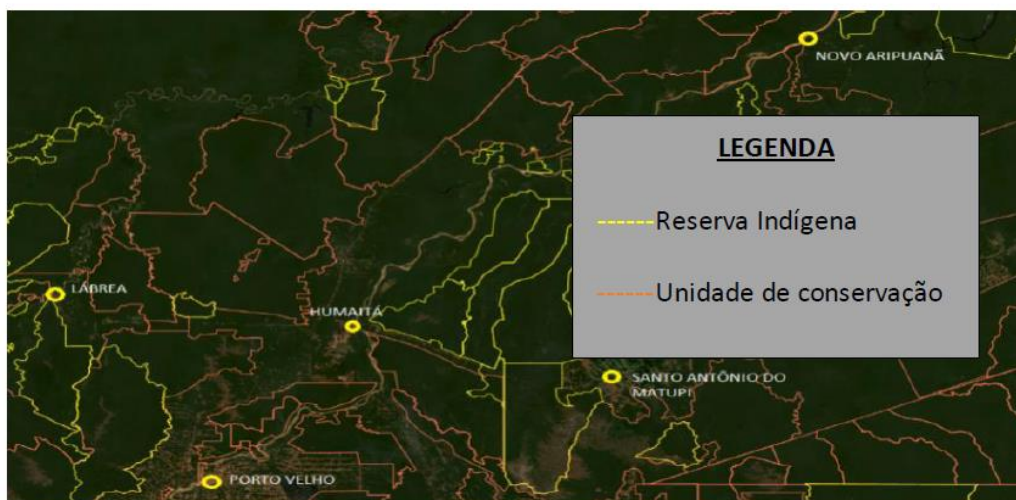 NOVO ARIPUANÃ
LEGENDA
Reserva Indígena
LÁBREA
Unidade de conservação
HUMAITÁ
SANTO ANTÔNIO DO
MATUPI
PORTO VELHO